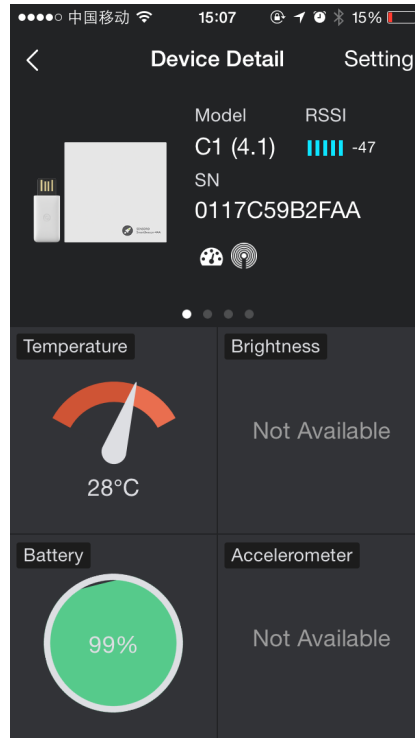 中国移动 15:07 15%
Device Detail Setting
Model RSSI
C1 (4.1) -47
SN
0117C59B2FAA
Temperature Brightness
28°C Not Available
Battery Accelerometer
99% Not Available